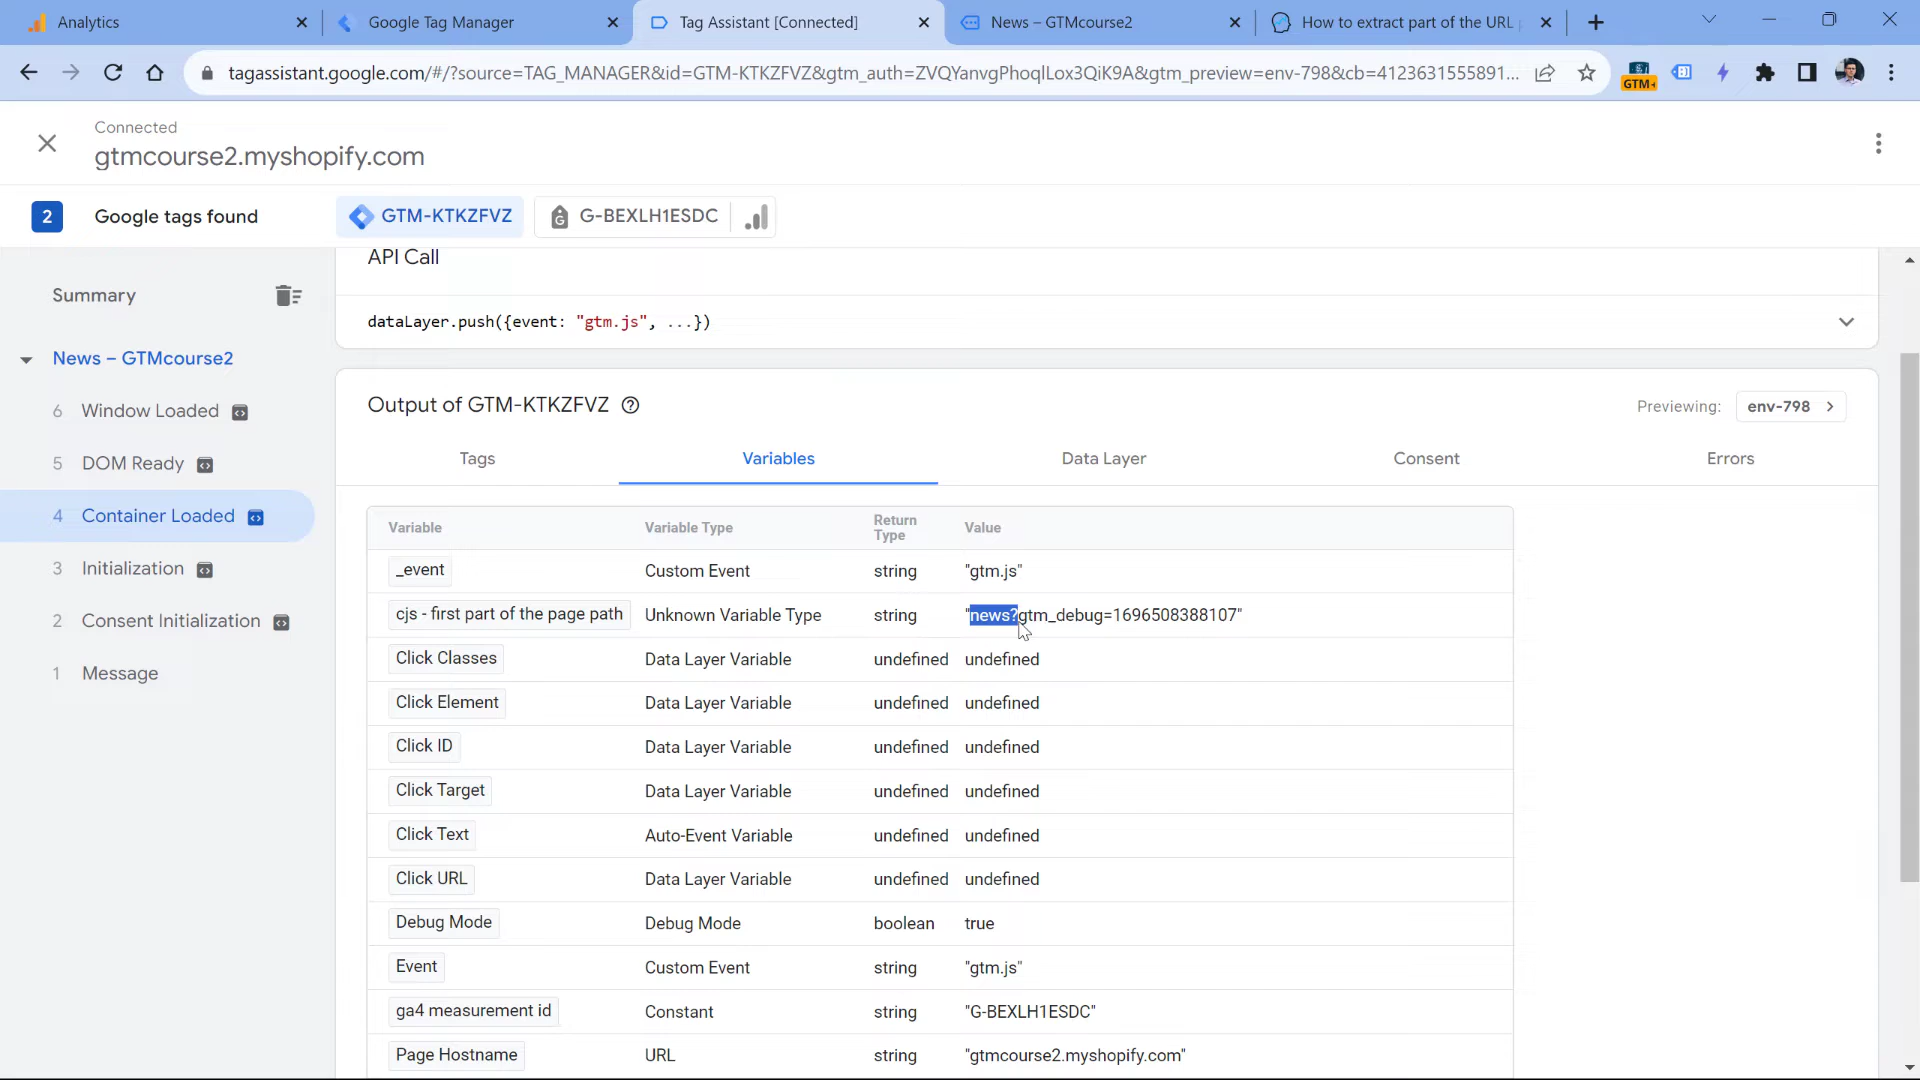 Analytics
Google Tag Manager
Tag Assistant [Connected]
News – GTMcourse2
How to extract part of the URL
tagassistant.google.com/#/?source=TAG_MANAGER&id=GTM-KTKZFVZ&gtm_auth=ZVQYanvgPhoqlLox3QiK9A&gtm_preview=env-798&cb=4123631555891...
GTM
Connected
gtmcourse2.myshopify.com
2 Google tags found
GTM-KTKZFVZ
G-BEXLH1ESDC
Summary
News – GTMcourse2
6 Window Loaded
5 DOM Ready
4 Container Loaded
3 Initialization
2 Consent Initialization
1 Message
API Call
dataLayer.push({event: "gtm.js", ...})
Output of GTM-KTKZFVZ
Previewing: env-798
Tags Variables Data Layer Consent Errors
Variable Variable Type Return Type Value
_event Custom Event string "gtm.js"
cjs - first part of the page path Unknown Variable Type string "news?gtm_debug=1696508388107"
Click Classes Data Layer Variable undefined undefined
Click Element Data Layer Variable undefined undefined
Click ID Data Layer Variable undefined undefined
Click Target Data Layer Variable undefined undefined
Click Text Auto-Event Variable undefined undefined
Click URL Data Layer Variable undefined undefined
Debug Mode Debug Mode boolean true
Event Custom Event string "gtm.js"
ga4 measurement id Constant string "G-BEXLH1ESDC"
Page Hostname URL string "gtmcourse2.myshopify.com"